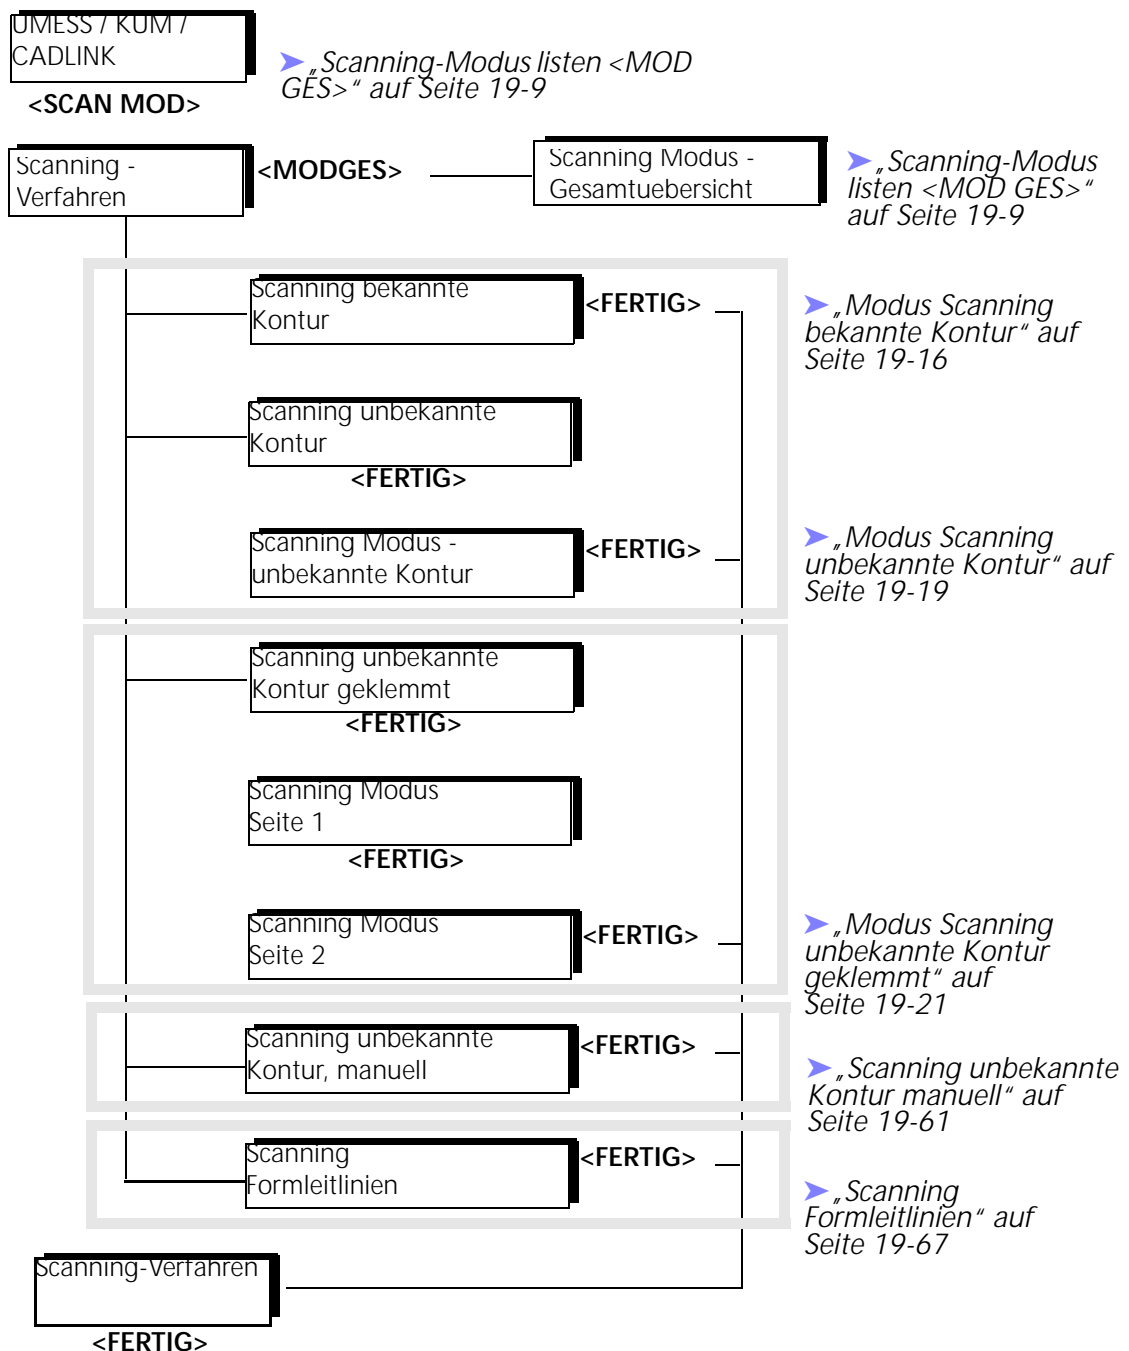 UMESS / KUM /
CADLINK
<SCAN MOD>
➤ „Scanning-Modus listen <MOD
GES>“ auf Seite 19-9
Scanning -
Verfahren
<MODGES>
Scanning Modus -
Gesamtuebersicht
➤ „Scanning-Modus
listen <MOD GES>“
auf Seite 19-9
Scanning bekannte
Kontur
<FERTIG>
➤ „Modus Scanning
bekannte Kontur“ auf
Seite 19-16
Scanning unbekannte
Kontur
<FERTIG>
Scanning Modus -
unbekannte Kontur
<FERTIG>
➤ „Modus Scanning
unbekannte Kontur“ auf
Seite 19-19
Scanning unbekannte
Kontur geklemmt
<FERTIG>
Scanning Modus
Seite 1
<FERTIG>
Scanning Modus
Seite 2
<FERTIG>
➤ „Modus Scanning
unbekannte Kontur
geklemmt“ auf
Seite 19-21
Scanning unbekannte
Kontur, manuell
<FERTIG>
➤ „Scanning unbekannte
Kontur manuell“ auf
Seite 19-61
Scanning
Formleitlinien
<FERTIG>
➤ „Scanning
Formleitlinien“ auf
Seite 19-67
Scanning-Verfahren
<FERTIG>